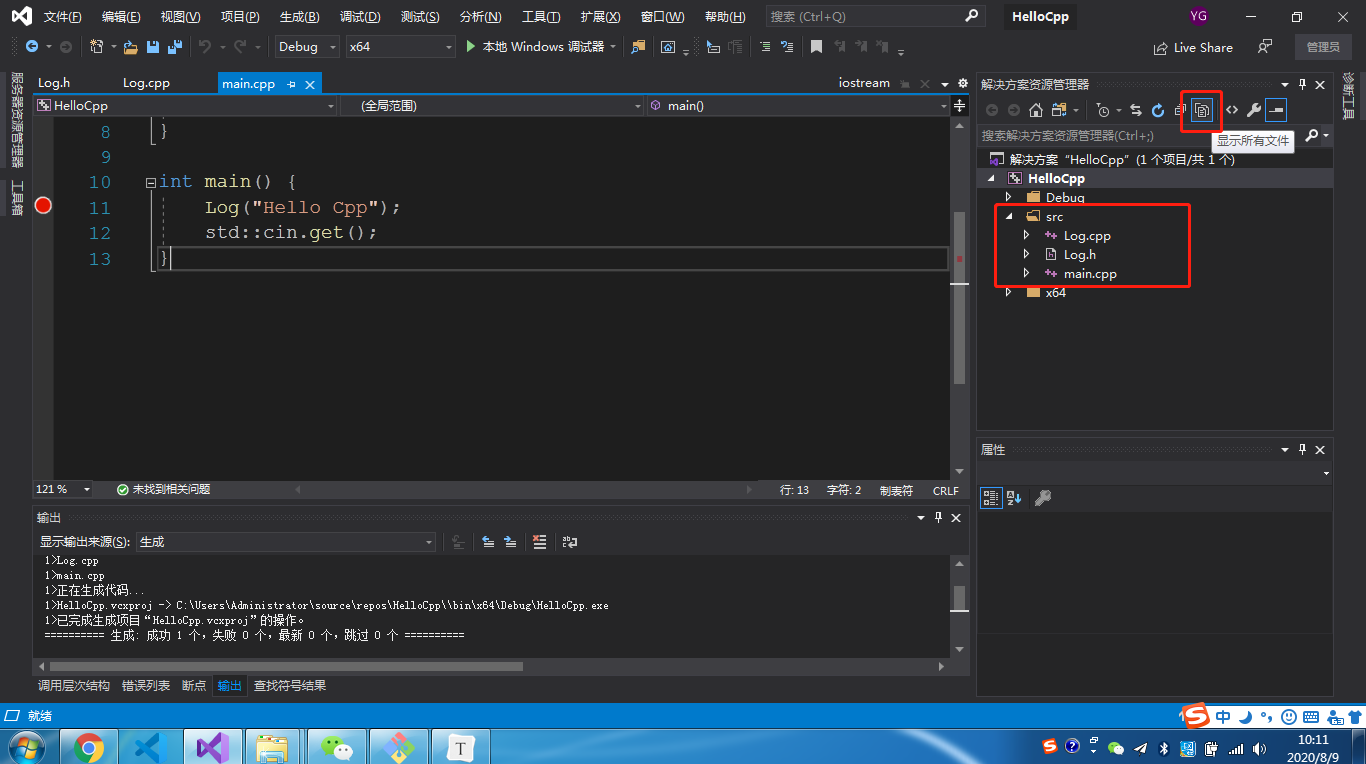 文件(F) 编辑(E) 视图(V) 项目(P) 生成(B) 调试(D) 测试(S) 分析(N) 工具(T) 扩展(X) 窗口(W) 帮助(H) 搜索 (Ctrl+Q) HelloCpp YG
Debug x64 本地 Windows 调试器 Live Share 管理员
服务器资源管理器
工具箱
Log.h Log.cpp main.cpp iostream
HelloCpp (全局范围) main()
8 }
9
10 int main() {
11 Log("Hello Cpp");
12 std::cin.get();
13 }
121 % 未找到相关问题 行: 13 字符: 2 制表符 CRLF
输出
显示输出来源(S): 生成
1>Log.cpp
1>main.cpp
1>正在生成代码...
1>HelloCpp.vcxproj -> C:\Users\Administrator\source\repos\HelloCpp\\bin\x64\Debug\HelloCpp.exe
1>已完成生成项目“HelloCpp.vcxproj”的操作。
========== 生成: 成功 1 个，失败 0 个，最新 0 个，跳过 0 个 ==========
调用层次结构 错误列表 断点 输出 查找符号结果
解决方案资源管理器
搜索解决方案资源管理器(Ctrl+;)
显示所有文件
解决方案“HelloCpp”(1 个项目/共 1 个)
HelloCpp
Debug
src
Log.cpp
Log.h
main.cpp
x64
属性
诊断工具
就绪
中
10:11
2020/8/9